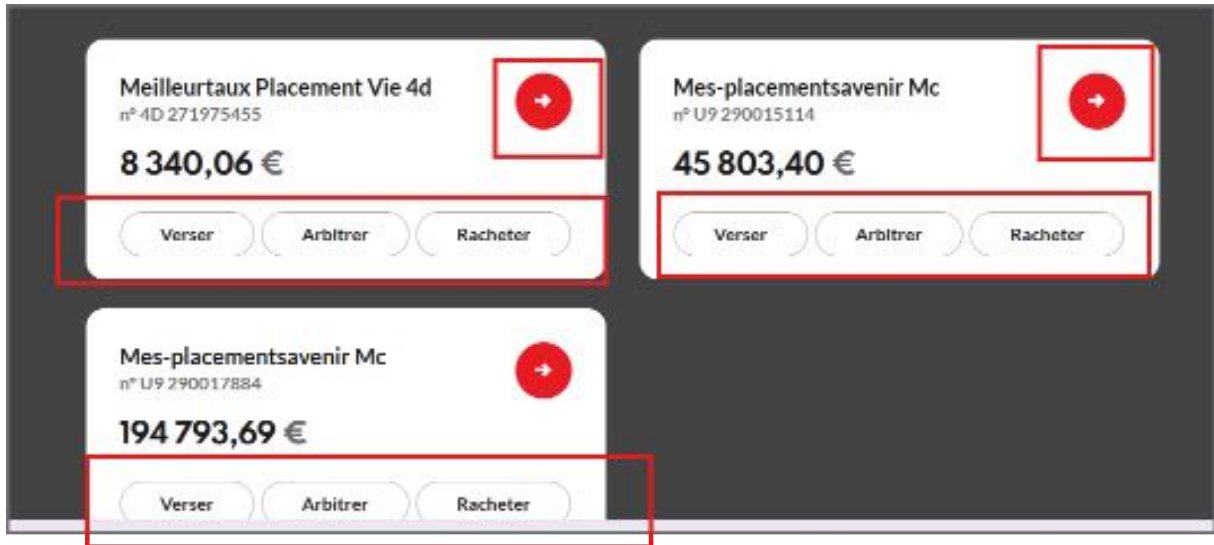 Meilleurtaux Placement Vie 4d
n° 4D 271975455
8 340,06 €
Verser Arbitrer Racheter
Mes-placementsavenir Mc
n° U9 290015114
45 803,40 €
Verser Arbitrer Racheter
Mes-placementsavenir Mc
n° U9 290017884
194 793,69 €
Verser Arbitrer Racheter